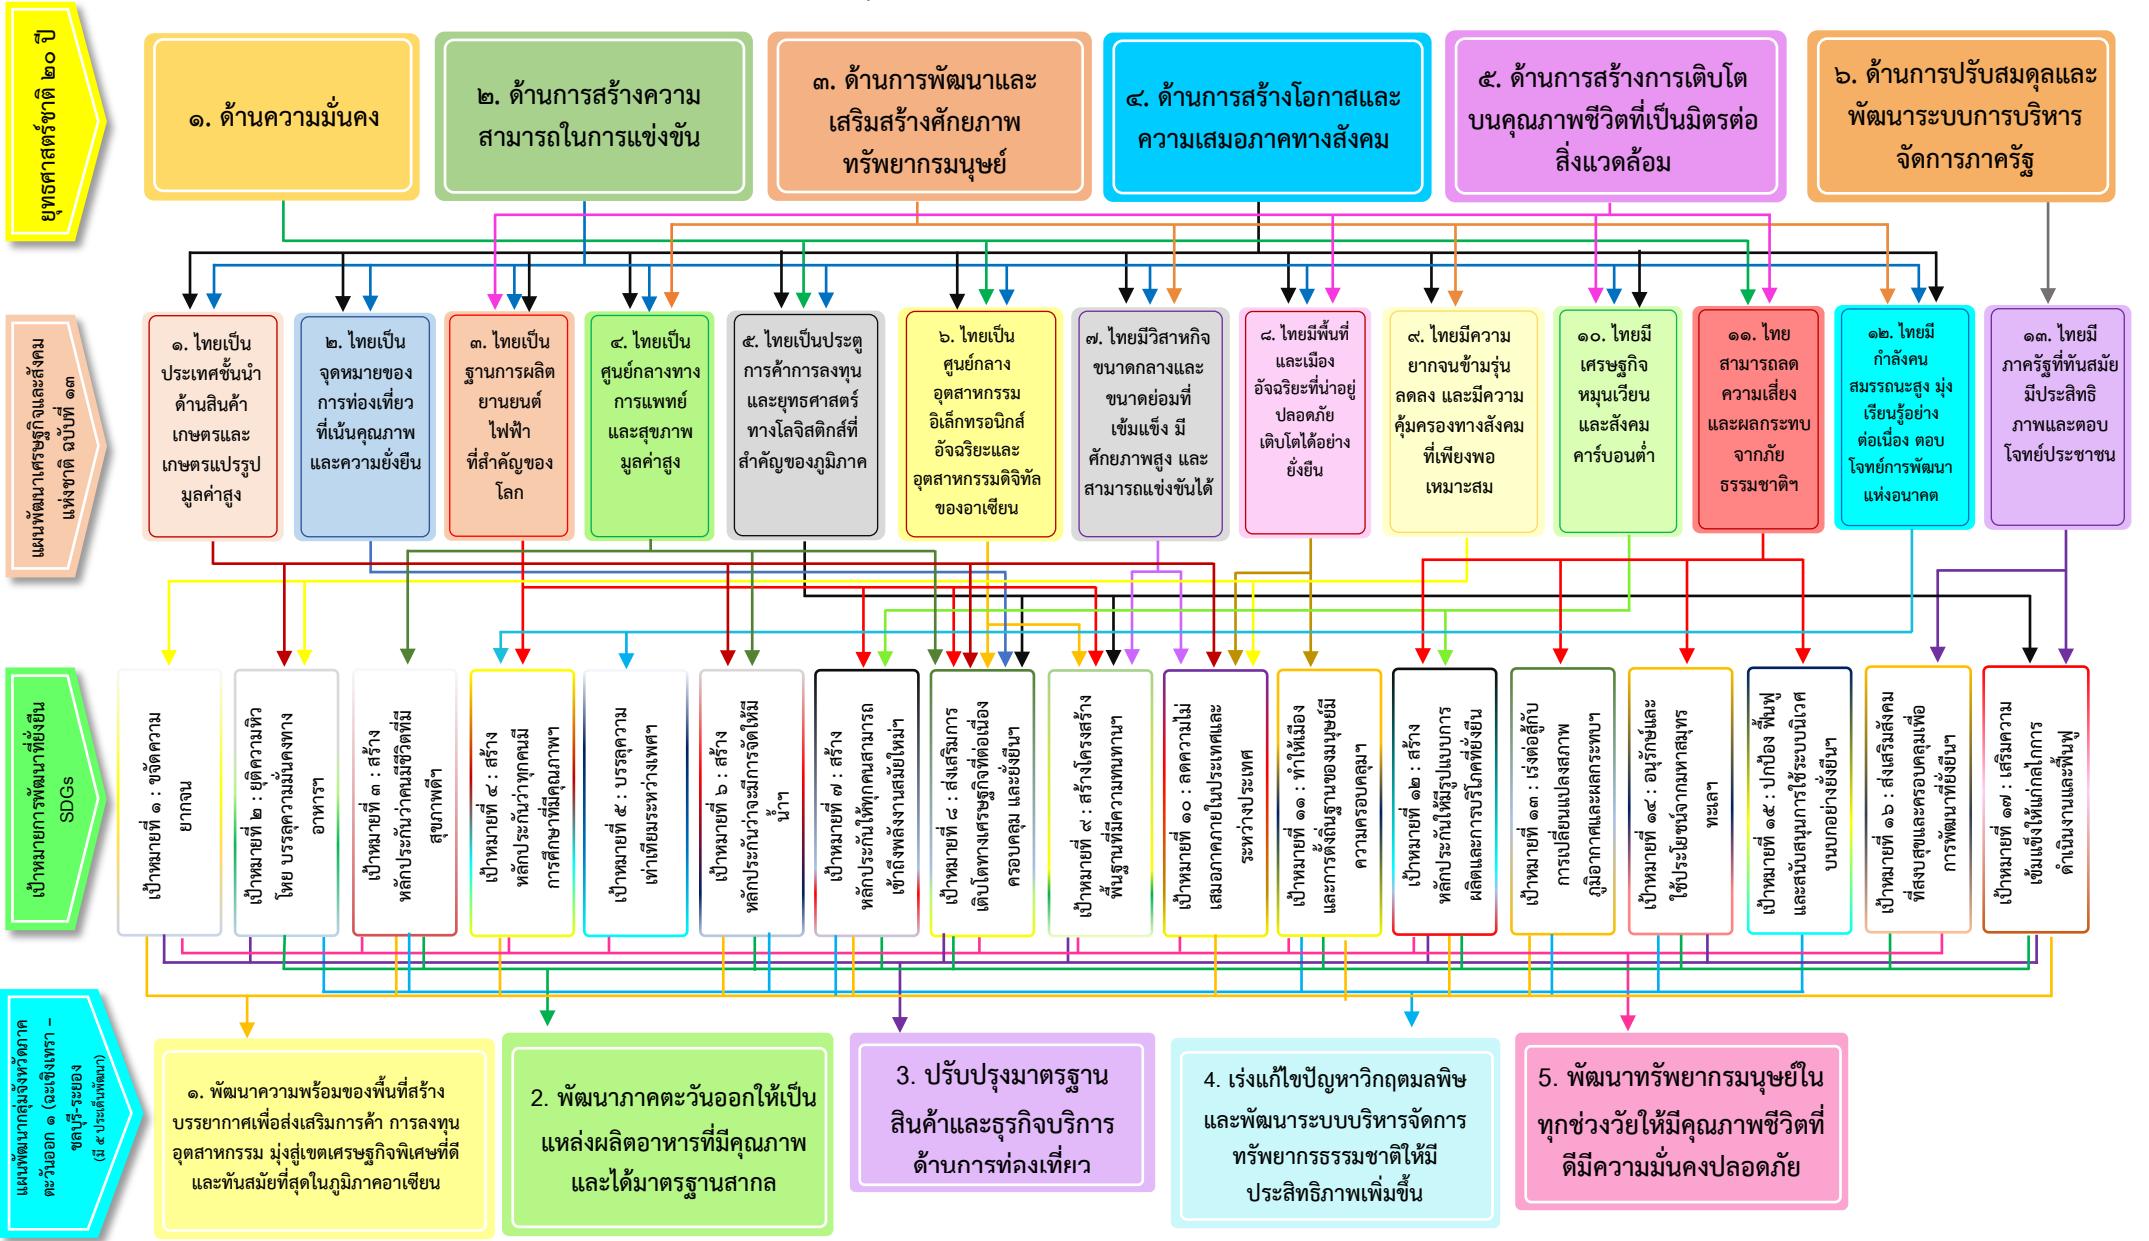 ยุทธศาสตร์ชาติ ๒๐ ปี
๑. ด้านความมั่นคง
๒. ด้านการสร้างความ
สามารถในการแข่งขัน
๓. ด้านการพัฒนาและ
เสริมสร้างศักยภาพ
ทรัพยากรมนุษย์
๔. ด้านการสร้างโอกาสและ
ความเสมอภาคทางสังคม
๕. ด้านการสร้างการเติบโต
บนคุณภาพชีวิตที่เป็นมิตรต่อ
สิ่งแวดล้อม
๖. ด้านการปรับสมดุลและ
พัฒนาระบบการบริหาร
จัดการภาครัฐ
แผนพัฒนาเศรษฐกิจและสังคม
แห่งชาติ ฉบับที่ ๑๓
๑. ไทยเป็น
ประเทศชั้นนำ
ด้านสินค้า
เกษตรและ
เกษตรแปรรูป
มูลค่าสูง
๒. ไทยเป็น
จุดหมายของ
การท่องเที่ยว
ที่เน้นคุณภาพ
และความยั่งยืน
๓. ไทยเป็น
ฐานการผลิต
ยานยนต์
ไฟฟ้า
ที่สำคัญของ
โลก
๔. ไทยเป็น
ศูนย์กลางทาง
การแพทย์
และสุขภาพ
มูลค่าสูง
๕. ไทยเป็นประตู
การค้าการลงทุน
และยุทธศาสตร์
ทางโลจิสติกส์ที่
สำคัญของภูมิภาค
๖. ไทยเป็น
ศูนย์กลาง
อุตสาหกรรม
อิเล็กทรอนิกส์
อัจฉริยะและ
อุตสาหกรรมดิจิทัล
ของอาเซียน
๗. ไทยมีวิสาหกิจ
ขนาดกลางและ
ขนาดย่อมที่
เข้มแข็ง มี
ศักยภาพสูง และ
สามารถแข่งขันได้
๘. ไทยมีพื้นที่
และเมือง
อัจฉริยะที่น่าอยู่
ปลอดภัย
เติบโตได้อย่าง
ยั่งยืน
๙. ไทยมีความ
ยากจนข้ามรุ่น
ลดลง และมีความ
คุ้มครองทางสังคม
ที่เพียงพอ
เหมาะสม
๑๐. ไทยมี
เศรษฐกิจ
หมุนเวียน
และสังคม
คาร์บอนต่ำ
๑๑. ไทย
สามารถลด
ความเสี่ยง
และผลกระทบ
จากภัย
ธรรมชาติฯ
๑๒. ไทยมี
กำลังคน
สมรรถนะสูง มุ่ง
เรียนรู้อย่าง
ต่อเนื่อง ตอบ
โจทย์การพัฒนา
แห่งอนาคต
๑๓. ไทยมี
ภาครัฐที่ทันสมัย
มีประสิทธิ
ภาพและตอบ
โจทย์ประชาชน
เป้าหมายการพัฒนาที่ยั่งยืน
SDGs
เป้าหมายที่ ๑ : ขจัดความ
ยากจน
เป้าหมายที่ ๒ : ยุติความหิว
โหย บรรลุความมั่นคงทาง
อาหารฯ
เป้าหมายที่ ๓ : สร้าง
หลักประกันว่าคนมีชีวิตที่มี
สุขภาพดีฯ
เป้าหมายที่ ๔ : สร้าง
หลักประกันว่าทุกคนมี
การศึกษาที่มีคุณภาพฯ
เป้าหมายที่ ๕ : บรรลุความ
เท่าเทียมระหว่างเพศฯ
เป้าหมายที่ ๖ : สร้าง
หลักประกันว่าจะมีการจัดให้มี
น้ำฯ
เป้าหมายที่ ๗ : สร้าง
หลักประกันให้ทุกคนสามารถ
เข้าถึงพลังงานสมัยใหม่ฯ
เป้าหมายที่ ๘ : ส่งเสริมการ
เติบโตทางเศรษฐกิจที่ต่อเนื่อง
ครอบคลุม และยั่งยืนฯ
เป้าหมายที่ ๙ : สร้างโครงสร้าง
พื้นฐานที่มีความทนทานฯ
เป้าหมายที่ ๑๐ : ลดความไม่
เสมอภาคภายในประเทศและ
ระหว่างประเทศ
เป้าหมายที่ ๑๑ : ทำให้เมือง
และการตั้งถิ่นฐานของมนุษย์มี
ความครอบคลุมฯ
เป้าหมายที่ ๑๒ : สร้าง
หลักประกันให้มีรูปแบบการ
ผลิตและการบริโภคที่ยั่งยืน
เป้าหมายที่ ๑๓ : เร่งต่อสู้กับ
การเปลี่ยนแปลงสภาพ
ภูมิอากาศและผลกระทบฯ
เป้าหมายที่ ๑๔ : อนุรักษ์และ
ใช้ประโยชน์จากมหาสมุทร
ทะเลฯ
เป้าหมายที่ ๑๕ : ปกป้อง ฟื้นฟู
และสนับสนุนการใช้ระบบนิเวศ
บนบกอย่างยั่งยืนฯ
เป้าหมายที่ ๑๖ : ส่งเสริมสังคม
ที่สงบสุขและครอบคลุมเพื่อ
การพัฒนาที่ยั่งยืนฯ
เป้าหมายที่ ๑๗ : เสริมความ
เข้มแข็งให้แก่กลไกการ
ดำเนินงานและฟื้นฟู
แผนพัฒนากลุ่มจังหวัดภาค
ตะวันออก ๑ (ฉะเชิงเทรา –
ชลบุรี-ระยอง
(มี ๕ ประเด็นพัฒนา)
๑. พัฒนาความพร้อมของพื้นที่สร้าง
บรรยากาศเพื่อส่งเสริมการค้า การลงทุน
อุตสาหกรรม มุ่งสู่เขตเศรษฐกิจพิเศษที่ดี
และทันสมัยที่สุดในภูมิภาคอาเซียน
2. พัฒนาภาคตะวันออกให้เป็น
แหล่งผลิตอาหารที่มีคุณภาพ
และได้มาตรฐานสากล
3. ปรับปรุงมาตรฐาน
สินค้าและธุรกิจบริการ
ด้านการท่องเที่ยว
4. เร่งแก้ไขปัญหาวิกฤตมลพิษ
และพัฒนาระบบบริหารจัดการ
ทรัพยากรธรรมชาติให้มี
ประสิทธิภาพเพิ่มขึ้น
5. พัฒนาทรัพยากรมนุษย์ใน
ทุกช่วงวัยให้มีคุณภาพชีวิตที่
ดีมีความมั่นคงปลอดภัย